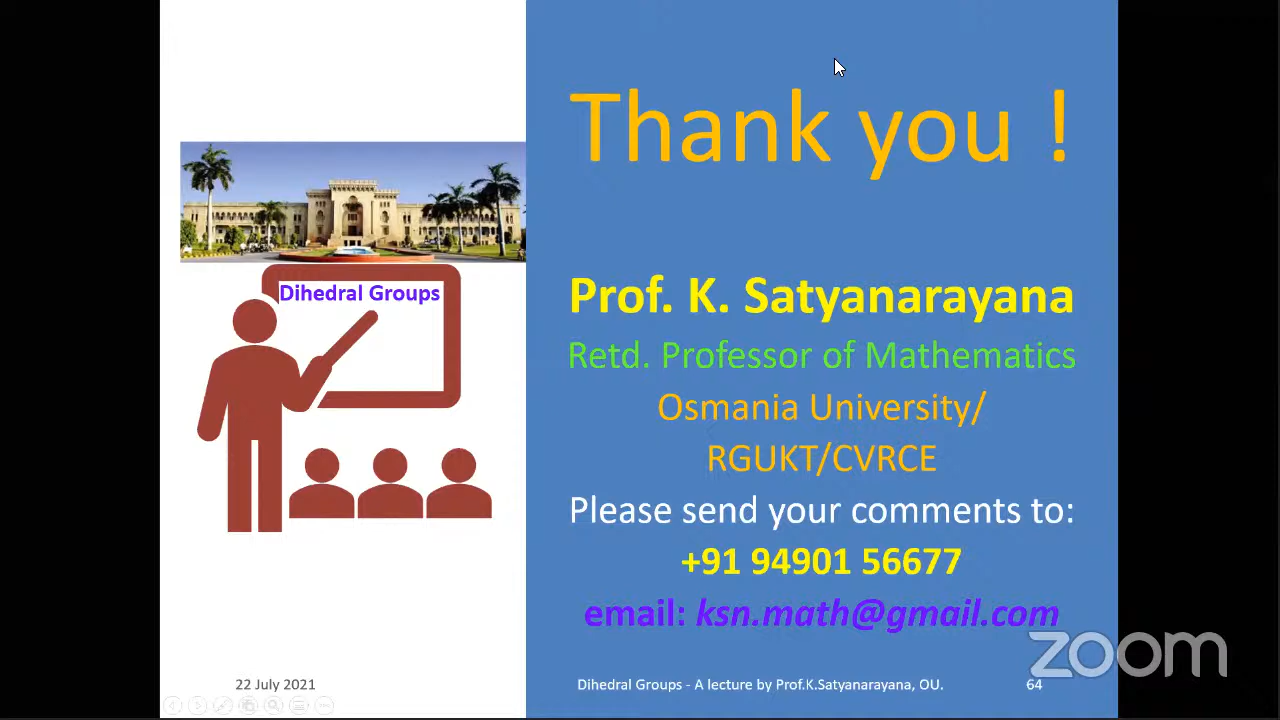 Thank you !
Dihedral Groups
Prof. K. Satyanarayana
Retd. Professor of Mathematics
Osmania University/
RGUKT/CVRCE
Please send your comments to:
+91 94901 56677
email: ksn.math@gmail.com
zoom
22 July 2021
Dihedral Groups - A lecture by Prof.K.Satyanarayana, OU.
64